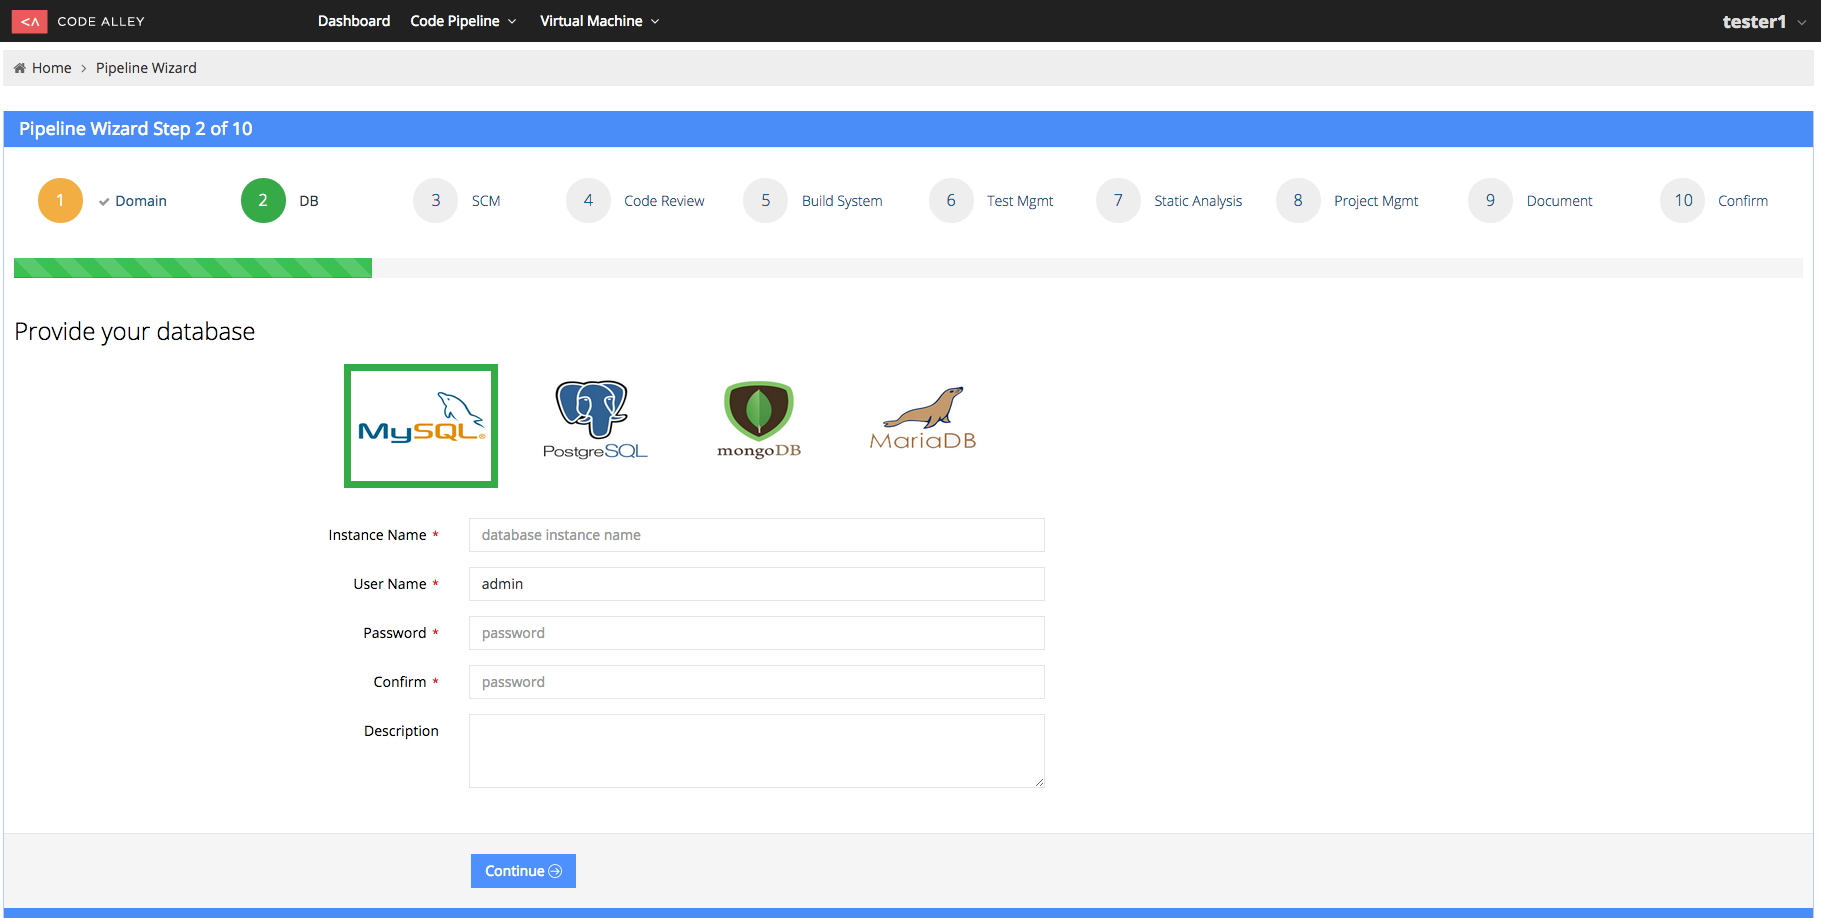 <A CODE ALLEY Dashboard Code Pipeline Virtual Machine tester1
Home > Pipeline Wizard
Pipeline Wizard Step 2 of 10
1 Domain 2 DB 3 SCM 4 Code Review 5 Build System 6 Test Mgmt 7 Static Analysis 8 Project Mgmt 9 Document 10 Confirm
Provide your database
MySQL® PostgreSQL mongoDB MariaDB
Instance Name * database instance name
User Name * admin
Password * password
Confirm * password
Description
Continue